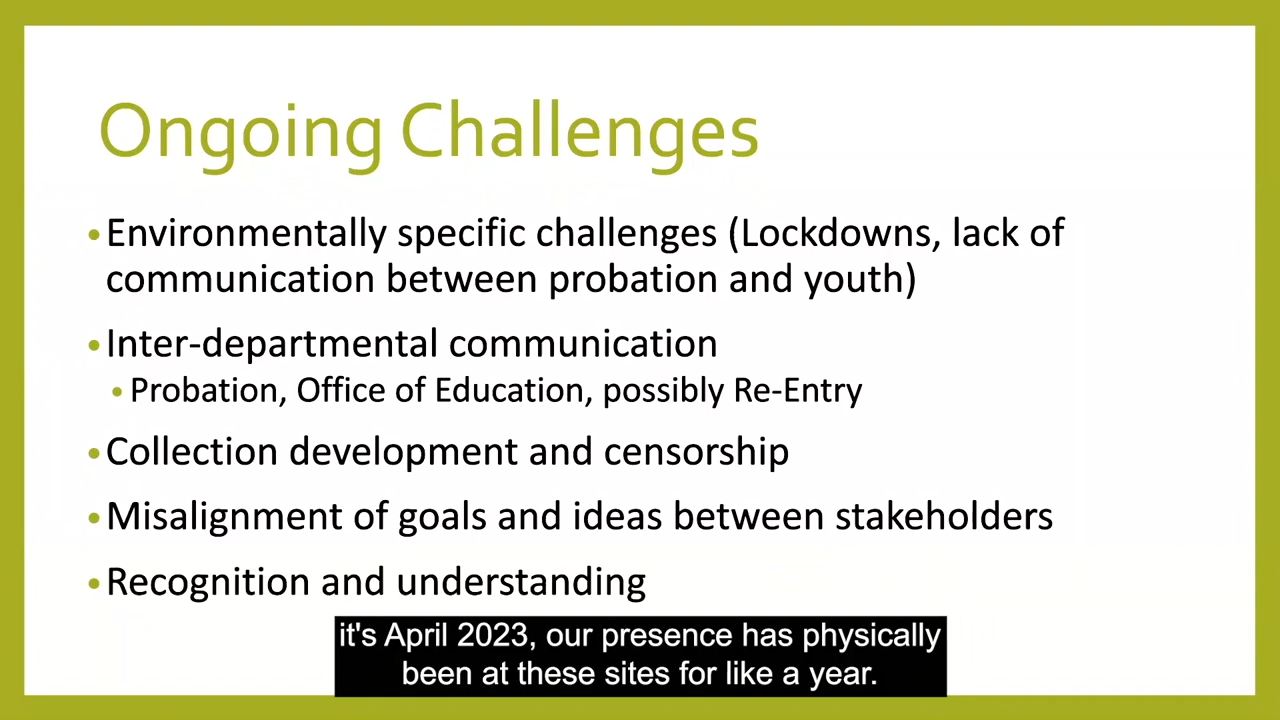 Ongoing Challenges
•Environmentally specific challenges (Lockdowns, lack of
communication between probation and youth)
•Inter-departmental communication
•Probation, Office of Education, possibly Re-Entry
•Collection development and censorship
•Misalignment of goals and ideas between stakeholders
•Recognition and understanding
it's April 2023, our presence has physically
been at these sites for like a year.